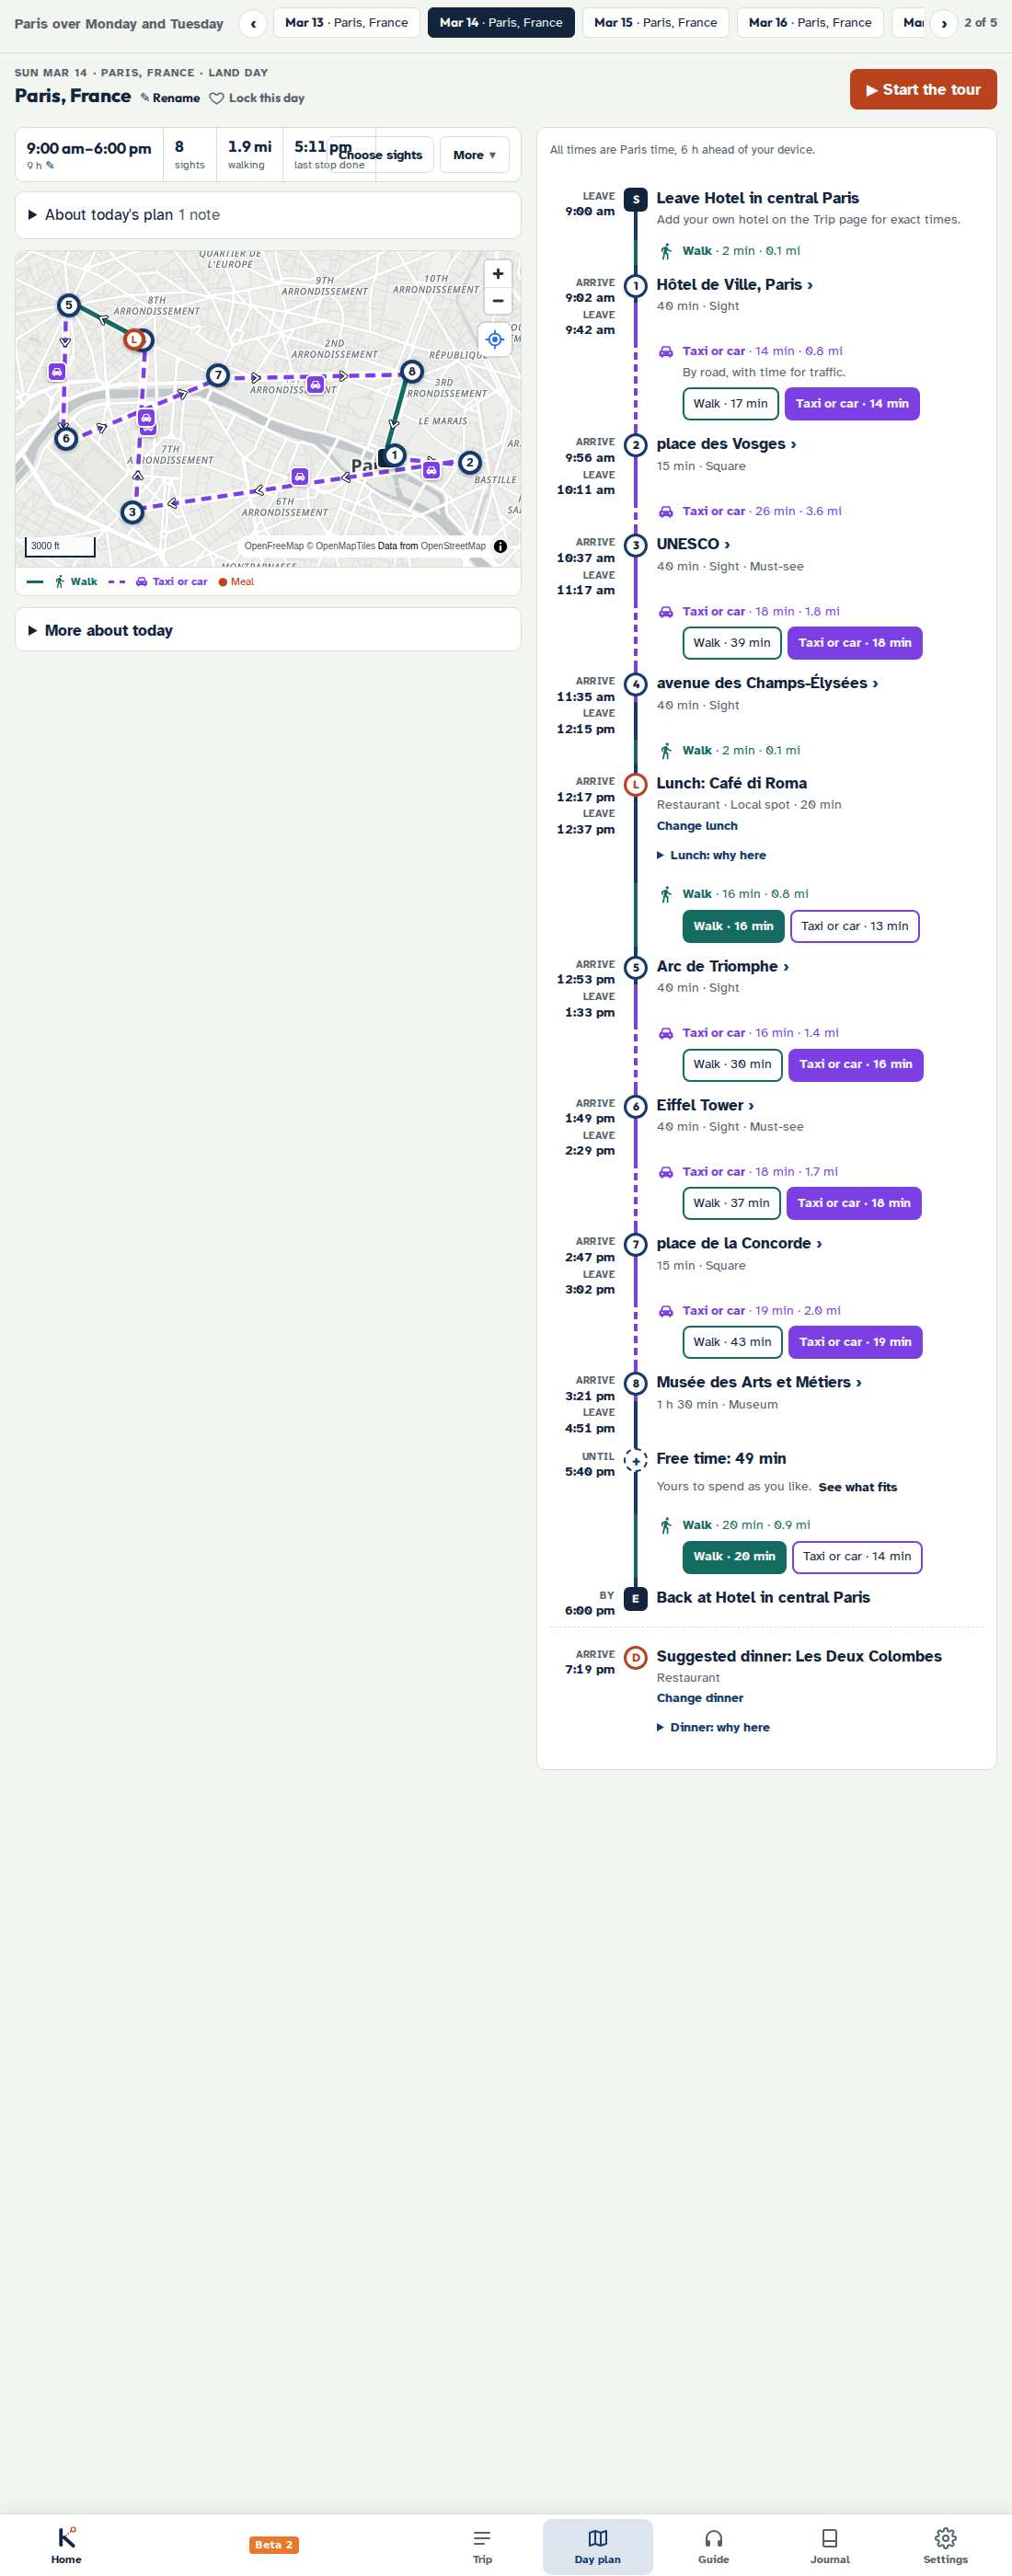 Paris over Monday and Tuesday
‹
Mar 13 · Paris, France
Mar 14 · Paris, France
Mar 15 · Paris, France
Mar 16 · Paris, France
›
2 of 5
SUN MAR 14 · PARIS, FRANCE · LAND DAY
Paris, France ✎ Rename Lock this day
▶ Start the tour
9:00 am–6:00 pm
9 h ✎
8
sights
1.9 mi
walking
5:11 pm
last stop done
Choose sights
More ▼
▶ About today's plan 1 note
QUARTIER DE
L'EUROPE
9TH
ARRONDISSEMENT
10TH
ARRONDISSEMENT
8TH
ARRONDISSEMENT
2ND
ARRONDISSEMENT
RÉPUBLIQUE
3RD
RRONDISSEMENT
LE MARAIS
7TH
6TH
ARRONDISSEMENT
BASTILLE
+
−
5
L
7
8
6
1
2
3
3000 ft
OpenFreeMap © OpenMapTiles Data from OpenStreetMap
Walk
Taxi or car
Meal
▶ More about today
All times are Paris time, 6 h ahead of your device.
LEAVE
9:00 am
S
Leave Hotel in central Paris
Add your own hotel on the Trip page for exact times.
Walk · 2 min · 0.1 mi
ARRIVE
9:02 am
LEAVE
9:42 am
1
Hôtel de Ville, Paris ›
40 min · Sight
Taxi or car · 14 min · 0.8 mi
By road, with time for traffic.
Walk · 17 min
Taxi or car · 14 min
ARRIVE
9:56 am
LEAVE
10:11 am
2
place des Vosges ›
15 min · Square
Taxi or car · 26 min · 3.6 mi
ARRIVE
10:37 am
LEAVE
11:17 am
3
UNESCO ›
40 min · Sight · Must-see
Taxi or car · 18 min · 1.8 mi
Walk · 39 min
Taxi or car · 18 min
ARRIVE
11:35 am
LEAVE
12:15 pm
4
avenue des Champs-Élysées ›
40 min · Sight
Walk · 2 min · 0.1 mi
ARRIVE
12:17 pm
LEAVE
12:37 pm
L
Lunch: Café di Roma
Restaurant · Local spot · 20 min
Change lunch
▶ Lunch: why here
Walk · 16 min · 0.8 mi
Walk · 16 min
Taxi or car · 13 min
ARRIVE
12:53 pm
LEAVE
1:33 pm
5
Arc de Triomphe ›
40 min · Sight
Taxi or car · 16 min · 1.4 mi
Walk · 30 min
Taxi or car · 16 min
ARRIVE
1:49 pm
LEAVE
2:29 pm
6
Eiffel Tower ›
40 min · Sight · Must-see
Taxi or car · 18 min · 1.7 mi
Walk · 37 min
Taxi or car · 18 min
ARRIVE
2:47 pm
LEAVE
3:02 pm
7
place de la Concorde ›
15 min · Square
Taxi or car · 19 min · 2.0 mi
Walk · 43 min
Taxi or car · 19 min
ARRIVE
3:21 pm
LEAVE
4:51 pm
8
Musée des Arts et Métiers ›
1 h 30 min · Museum
UNTIL
5:40 pm
+
Free time: 49 min
Yours to spend as you like. See what fits
Walk · 20 min · 0.9 mi
Walk · 20 min
Taxi or car · 14 min
BY
6:00 pm
E
Back at Hotel in central Paris
ARRIVE
7:19 pm
D
Suggested dinner: Les Deux Colombes
Restaurant
Change dinner
▶ Dinner: why here
Home
Beta 2
Trip
Day plan
Guide
Journal
Settings